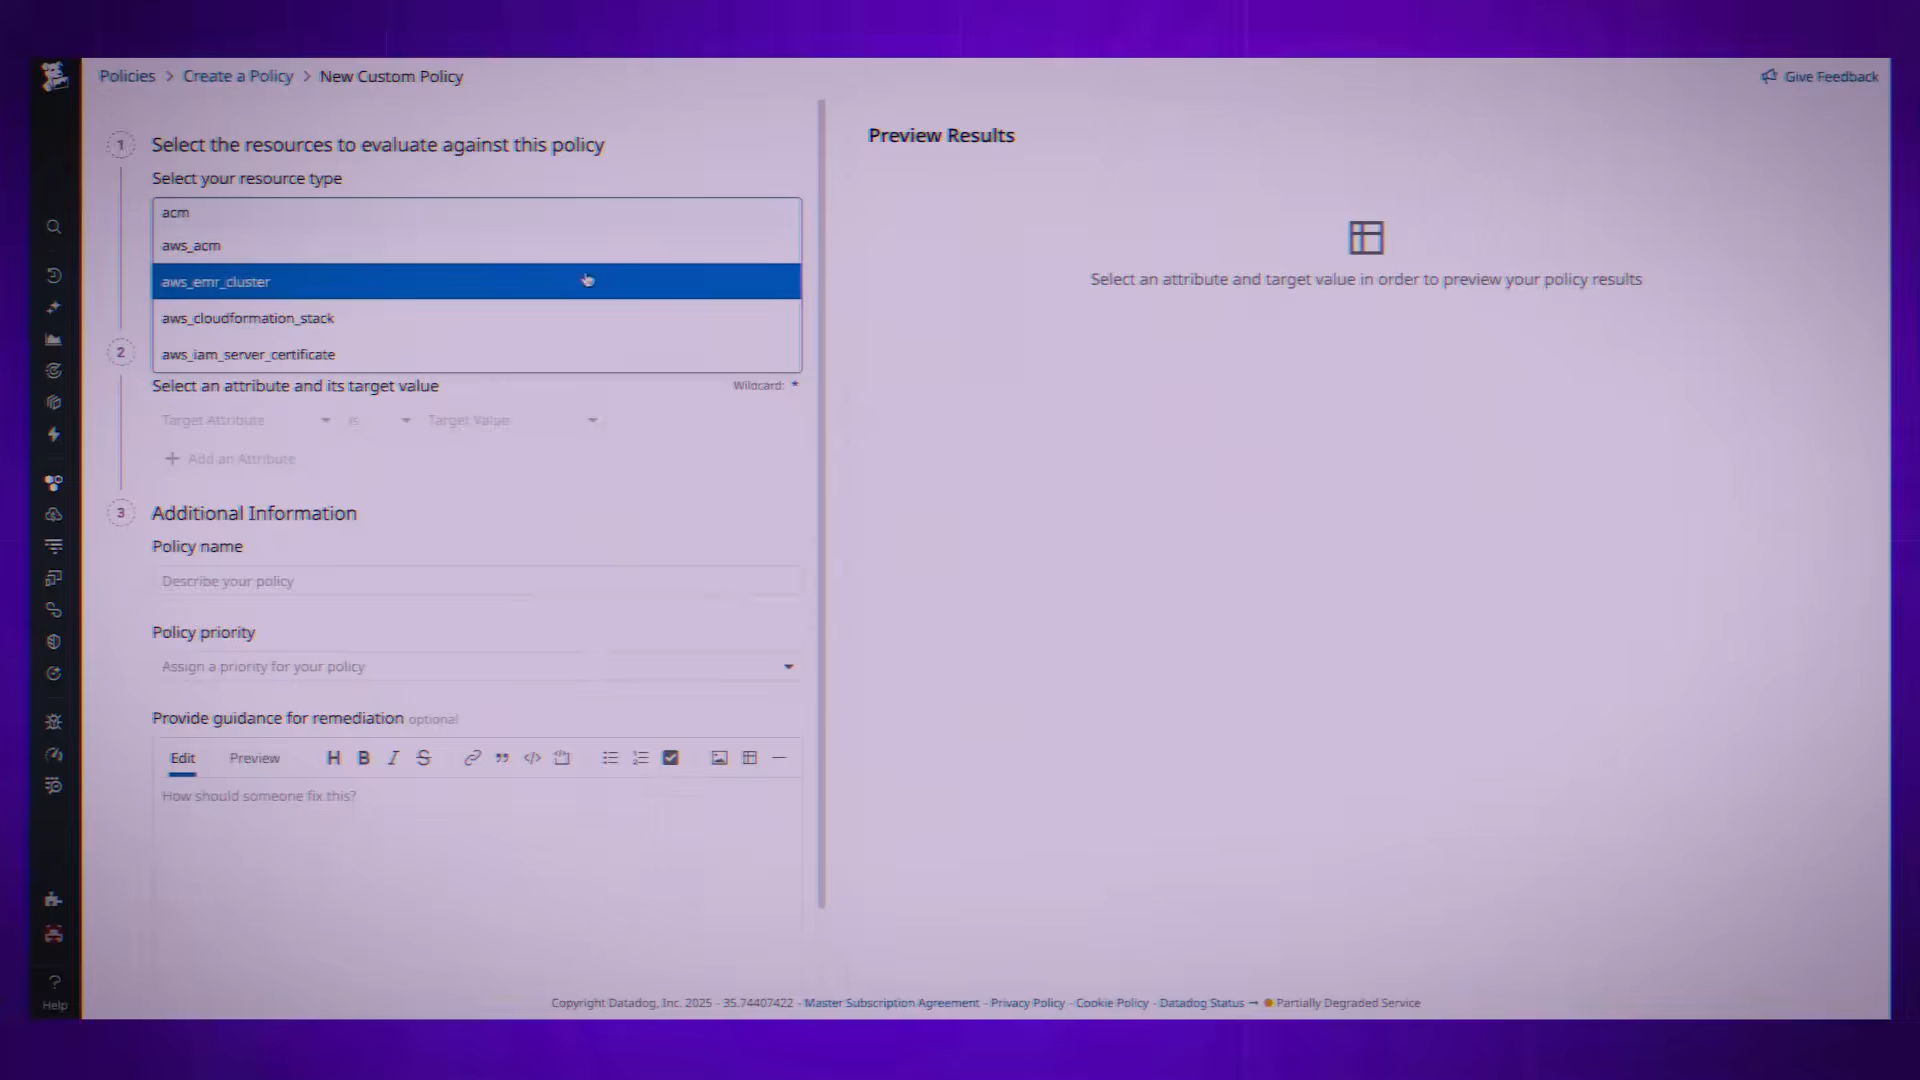 Policies > Create a Policy > New Custom Policy
Give Feedback
1 Select the resources to evaluate against this policy
Select your resource type
acm
aws_acm
aws_emr_cluster
aws_cloudformation_stack
aws_iam_server_certificate
2
Select an attribute and its target value
Wildcard: *
Target Attribute is Target Value
+ Add an Attribute
3 Additional Information
Policy name
Describe your policy
Policy priority
Assign a priority for your policy
Provide guidance for remediation optional
Edit Preview H B I S
How should someone fix this?
Preview Results
Select an attribute and target value in order to preview your policy results
Help
Copyright Datadog, Inc. 2025 - 35.74407422 - Master Subscription Agreement - Privacy Policy - Cookie Policy - Datadog Status → Partially Degraded Service